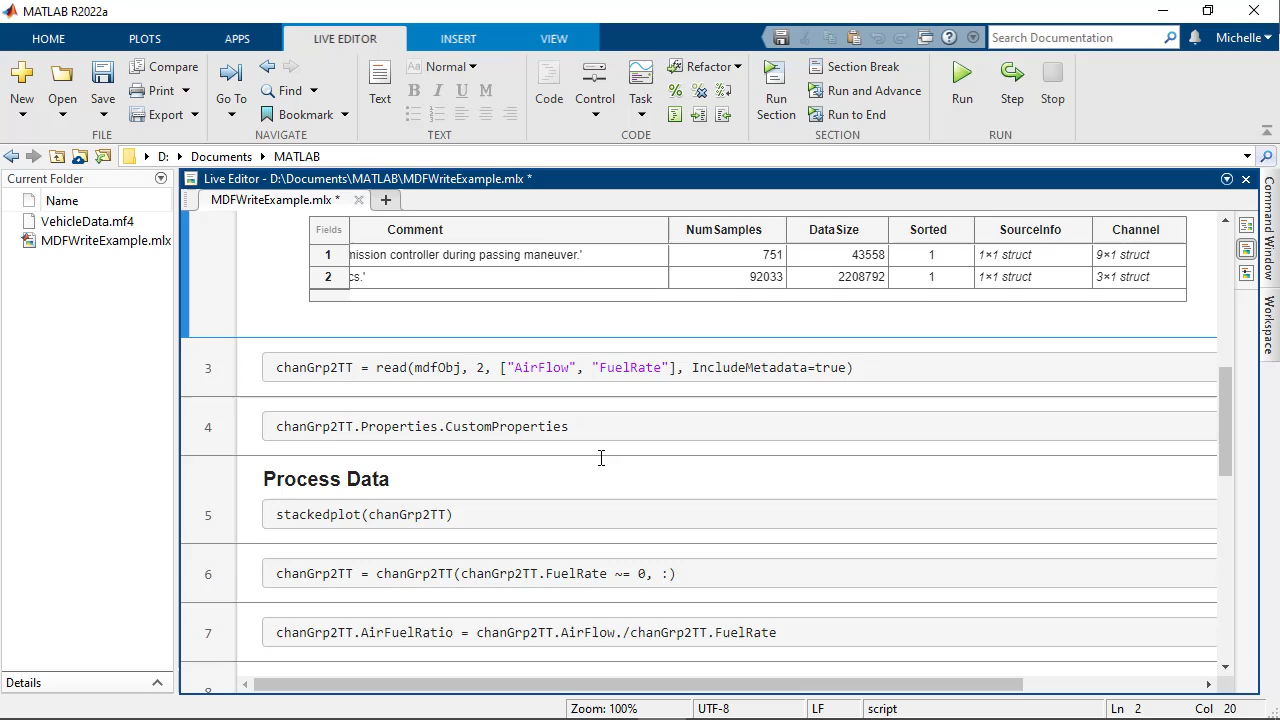 MATLAB R2022a
HOME PLOTS APPS LIVE EDITOR INSERT VIEW Search Documentation Michelle
New Open Save Compare Print Export
FILE
Go To Find Bookmark
NAVIGATE
Text Aa Normal B I U M
TEXT
Code Control Task Refactor
CODE
Run Section Section Break Run and Advance Run to End
SECTION
Run Step Stop
RUN
D: Documents MATLAB
Current Folder
Name
VehicleData.mf4
MDFWriteExample.mlx
Details
Live Editor - D:\Documents\MATLAB\MDFWriteExample.mlx *
MDFWriteExample.mlx *
Fields Comment NumSamples DataSize Sorted SourceInfo Channel
1 mission controller during passing maneuver.' 751 43558 1 1×1 struct 9×1 struct
2 cs.' 92033 2208792 1 1×1 struct 3×1 struct
3 chanGrp2TT = read(mdfObj, 2, ["AirFlow", "FuelRate"], IncludeMetadata=true)
4 chanGrp2TT.Properties.CustomProperties
Process Data
5 stackedplot(chanGrp2TT)
6 chanGrp2TT = chanGrp2TT(chanGrp2TT.FuelRate ~= 0, :)
7 chanGrp2TT.AirFuelRatio = chanGrp2TT.AirFlow./chanGrp2TT.FuelRate
8
Command Window
Workspace
Zoom: 100% UTF-8 LF script Ln 2 Col 20